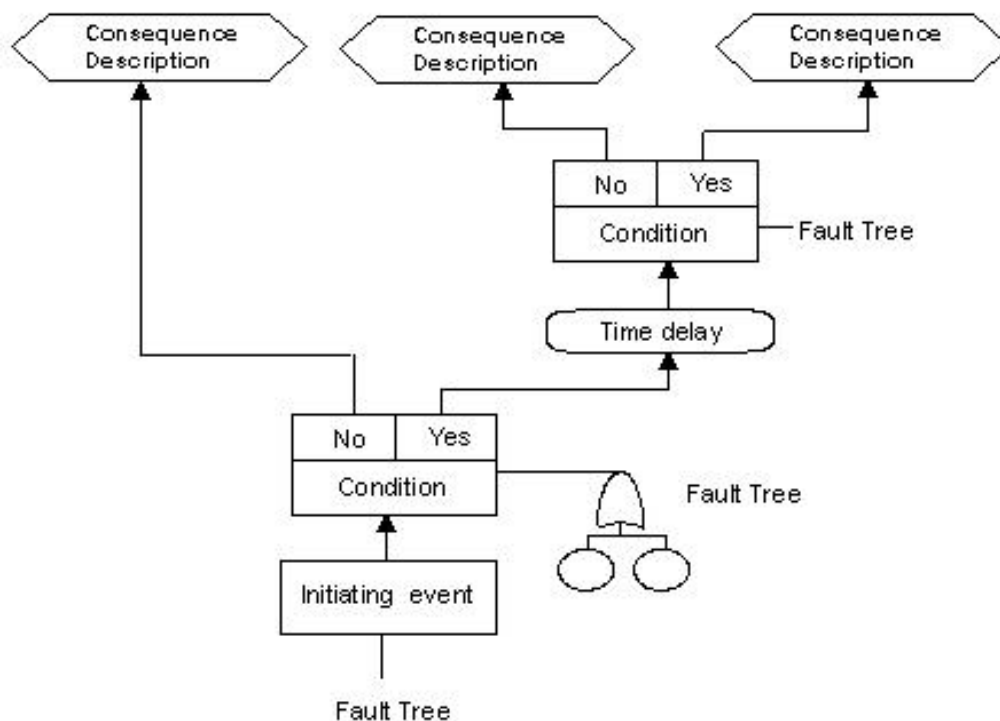 Consequence
Description
Consequence
Description
Consequence
Description
No
Yes
Condition
Fault Tree
Time delay
No
Yes
Condition
Fault Tree
Initiating event
Fault Tree